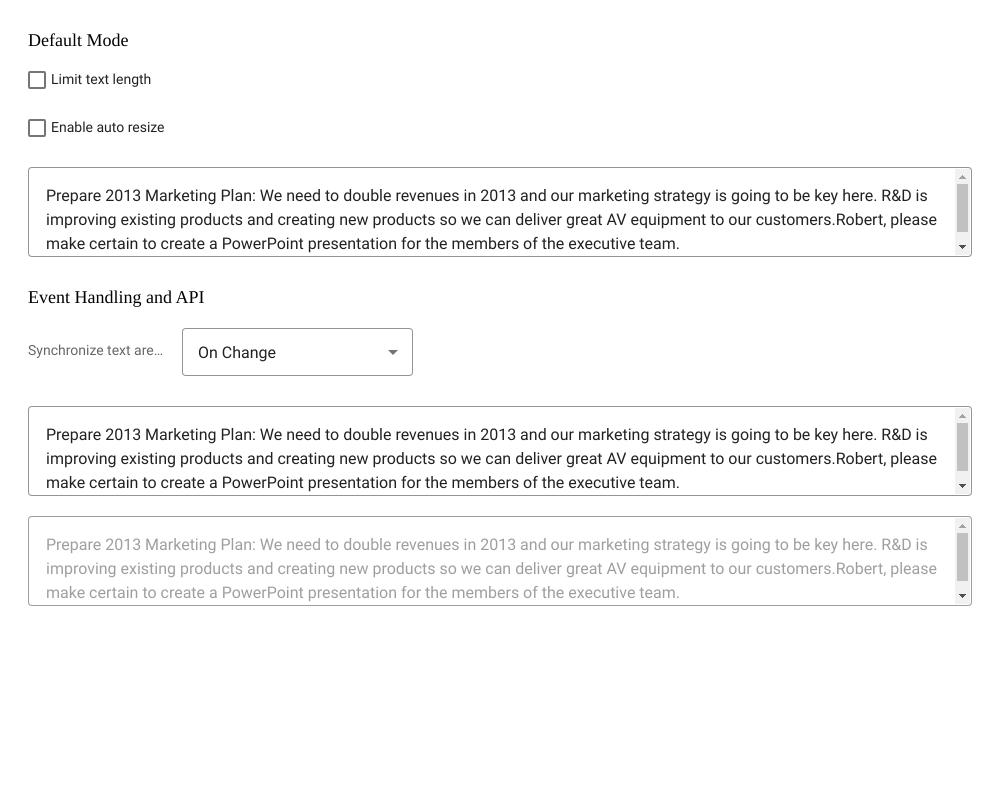 Default Mode
Limit text length
Enable auto resize
Prepare 2013 Marketing Plan: We need to double revenues in 2013 and our marketing strategy is going to be key here. R&D is
improving existing products and creating new products so we can deliver great AV equipment to our customers.Robert, please
make certain to create a PowerPoint presentation for the members of the executive team.
Event Handling and API
Synchronize text are...
On Change
Prepare 2013 Marketing Plan: We need to double revenues in 2013 and our marketing strategy is going to be key here. R&D is
improving existing products and creating new products so we can deliver great AV equipment to our customers.Robert, please
make certain to create a PowerPoint presentation for the members of the executive team.
Prepare 2013 Marketing Plan: We need to double revenues in 2013 and our marketing strategy is going to be key here. R&D is
improving existing products and creating new products so we can deliver great AV equipment to our customers.Robert, please
make certain to create a PowerPoint presentation for the members of the executive team.